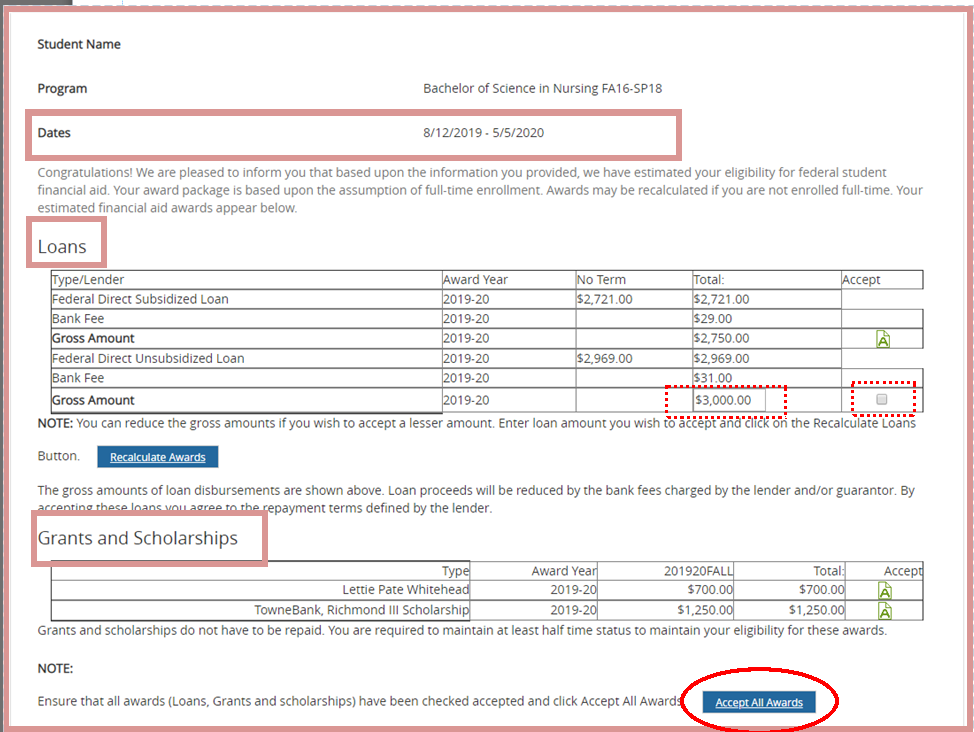 Student Name
Program Bachelor of Science in Nursing FA16-SP18
Dates 8/12/2019 - 5/5/2020
Congratulations! We are pleased to inform you that based upon the information you provided, we have estimated your eligibility for federal student
financial aid. Your award package is based upon the assumption of full-time enrollment. Awards may be recalculated if you are not enrolled full-time. Your
estimated financial aid awards appear below.
Loans
Type/Lender Award Year No Term Total: Accept
Federal Direct Subsidized Loan 2019-20 $2,721.00 $2,721.00
Bank Fee 2019-20 $29.00
Gross Amount 2019-20 $2,750.00 A
Federal Direct Unsubsidized Loan 2019-20 $2,969.00 $2,969.00
Bank Fee 2019-20 $31.00
Gross Amount 2019-20 $3,000.00
NOTE: You can reduce the gross amounts if you wish to accept a lesser amount. Enter loan amount you wish to accept and click on the Recalculate Loans
Button. Recalculate Awards
The gross amounts of loan disbursements are shown above. Loan proceeds will be reduced by the bank fees charged by the lender and/or guarantor. By
accepting these loans you agree to the repayment terms defined by the lender.
Grants and Scholarships
Type Award Year 201920FALL Total: Accept
Lettie Pate Whitehead 2019-20 $700.00 $700.00 A
TowneBank, Richmond III Scholarship 2019-20 $1,250.00 $1,250.00 A
Grants and scholarships do not have to be repaid. You are required to maintain at least half time status to maintain your eligibility for these awards.
NOTE:
Ensure that all awards (Loans, Grants and scholarships) have been checked accepted and click Accept All Awards Accept All Awards